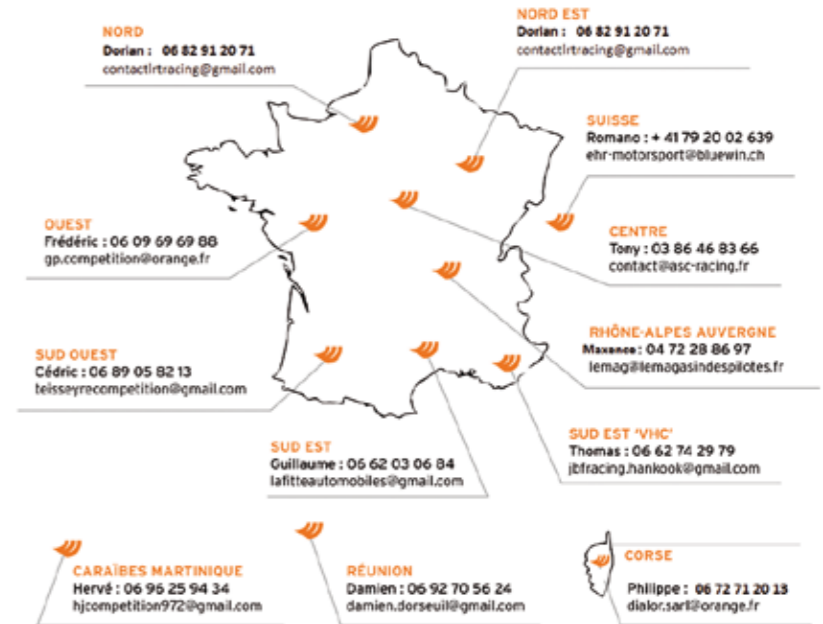 NORD
Dorian : 06 82 91 20 71
contactlrtracing@gmail.com
NORD EST
Dorian : 06 82 91 20 71
contactlrtracing@gmail.com
SUISSE
Romano : + 41 79 20 02 639
ehr-motorsport@bluewin.ch
OUEST
Frédéric : 06 09 69 69 88
gp.competition@orange.fr
CENTRE
Tony : 03 86 46 83 66
contact@asc-racing.fr
RHÔNE-ALPES AUVERGNE
Maxence : 04 72 28 86 97
lemag@lemagasindespilotes.fr
SUD OUEST
Cédric : 06 89 05 82 13
teisseyrecompetition@gmail.com
SUD EST
Guillaume : 06 62 03 06 84
lafitteautomobiles@gmail.com
SUD EST 'VHC'
Thomas : 06 62 74 29 79
jbfracing.hankook@gmail.com
CARAÏBES MARTINIQUE
Hervé : 06 96 25 94 34
hjcompetition972@gmail.com
RÉUNION
Damien : 06 92 70 56 24
damien.dorseuil@gmail.com
CORSE
Philippe : 06 72 71 20 13
dialor.sarl@orange.fr